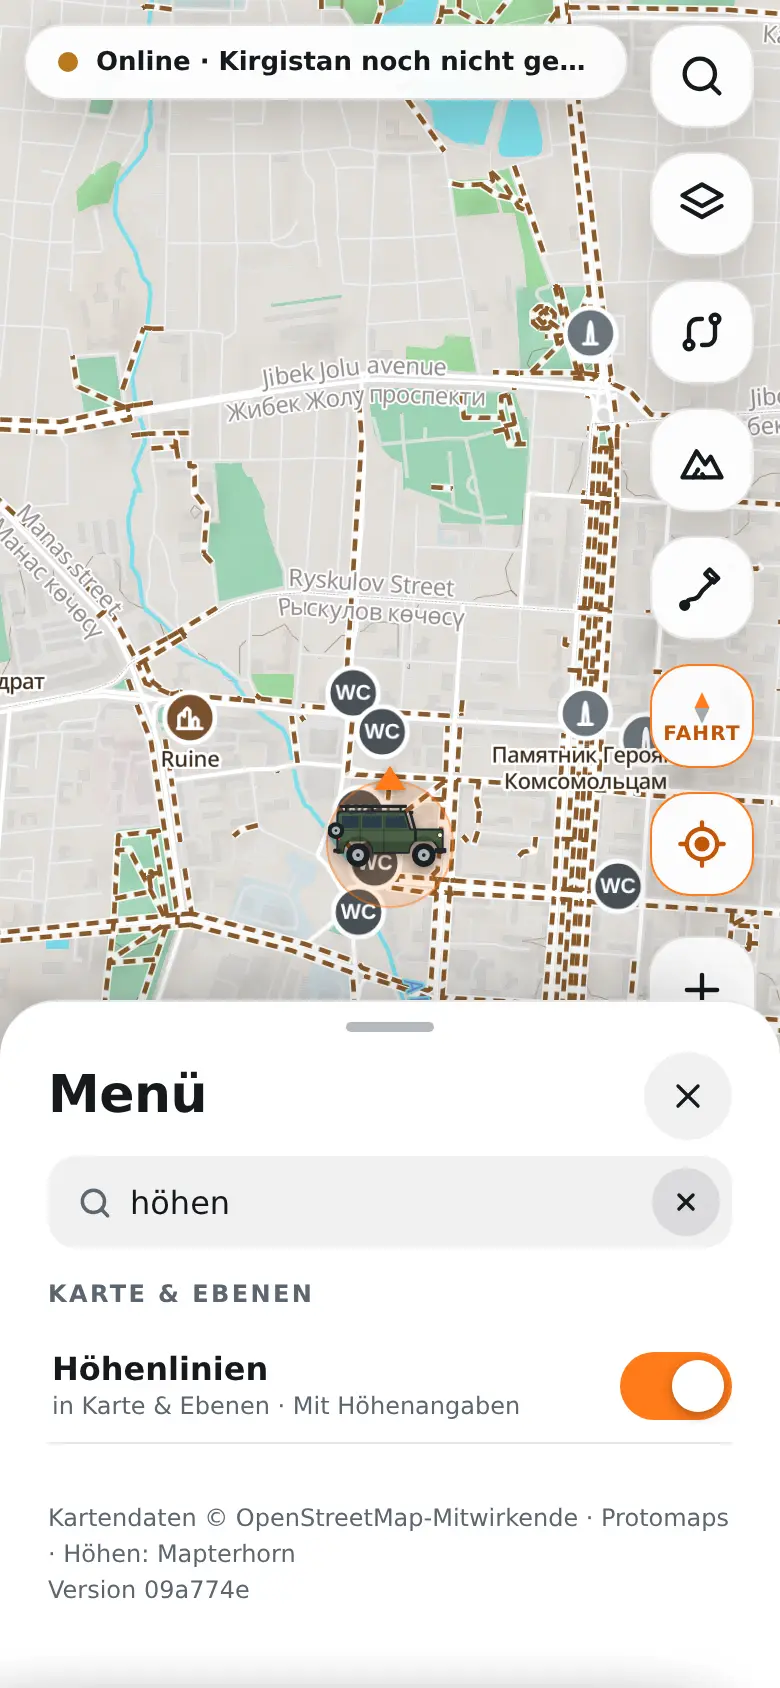 Online · Kirgistan noch nicht ge…
Jibek Jolu avenue
Жибек Жолу проспекти
Manas street
Манас көчөсү
Ryskulov Street
Рыскулов көчөсү
WC
WC
Ruine
Памятник Героям
Комсомольцам
FAHRT
WC
WC
WC
Menü
höhen
KARTE & EBENEN
Höhenlinien
in Karte & Ebenen · Mit Höhenangaben
Kartendaten © OpenStreetMap-Mitwirkende · Protomaps
· Höhen: Mapterhorn
Version 09a774e